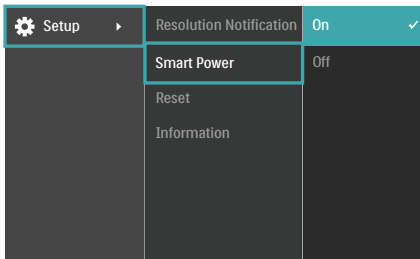 Setup
Resolution Notification
On
Smart Power
Off
Reset
Information